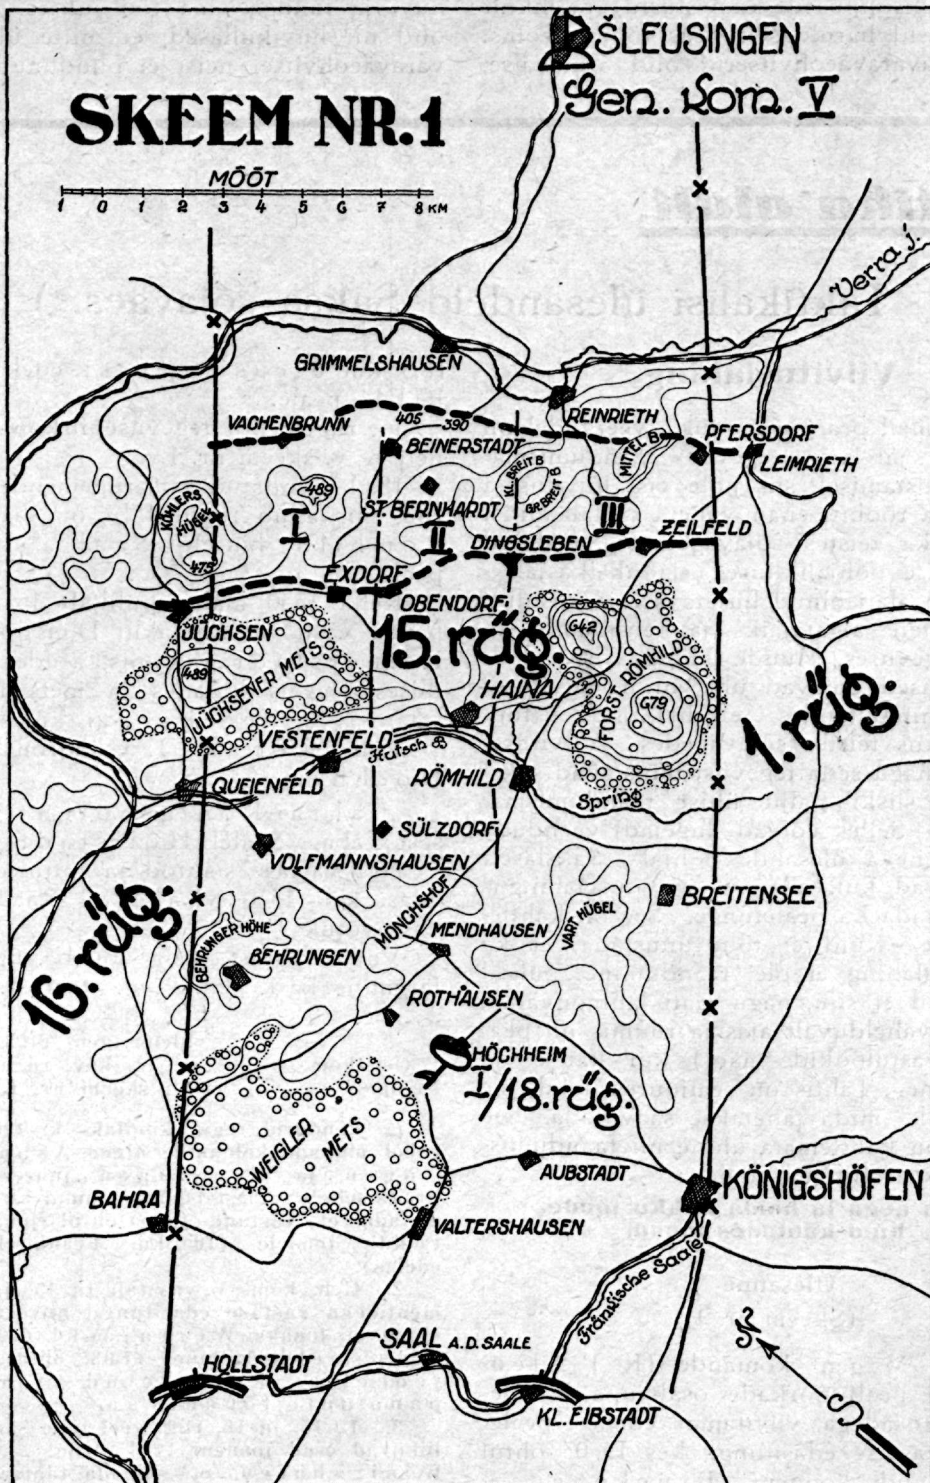 ŠLEUSINGEN
Gen. Kom. V
SKEEM NR.1
MÕÕT
1 0 1 2 3 4 5 6 7 8 KM
Verra j.
GRIMMELSHAUSEN
REINRIETH
VACHENBRUNN
405 390
BEINERSTADT
PFERSDORF
LEIMRIETH
MITTEL B
KL. BREIT B
GR. BREIT B
KÖHLERS HÜGEL
475
489
I
ST. BERNHARDT
II
III
ZEILFELD
DINGSLEBEN
EXDORF
OBENDORF
JÜCHSEN
489
JÜCHSENER METS
15. rüg.
642
FORST RÖMHILD
679
HAINA
1. rüg.
VESTENFELD
QUEIENFELD
RÖMHILD
Spring
SÜLZDORF
VOLFMANNSHAUSEN
BREITENSEE
16. rüg.
MÖNCHSHOF
VART HÜGEL
MENDHAUSEN
BEHRUNGER HÖHE
BEHRUNGEN
ROTHAUSEN
HÖCHHEIM
I/18. rüg.
WEIGLER METS
AUBSTADT
KÖNIGSHÖFEN
BAHRA
VALTERSHAUSEN
Fränkische Saale
SAAL A.D. SAALE
HOLLSTADT
KL. EIBSTADT